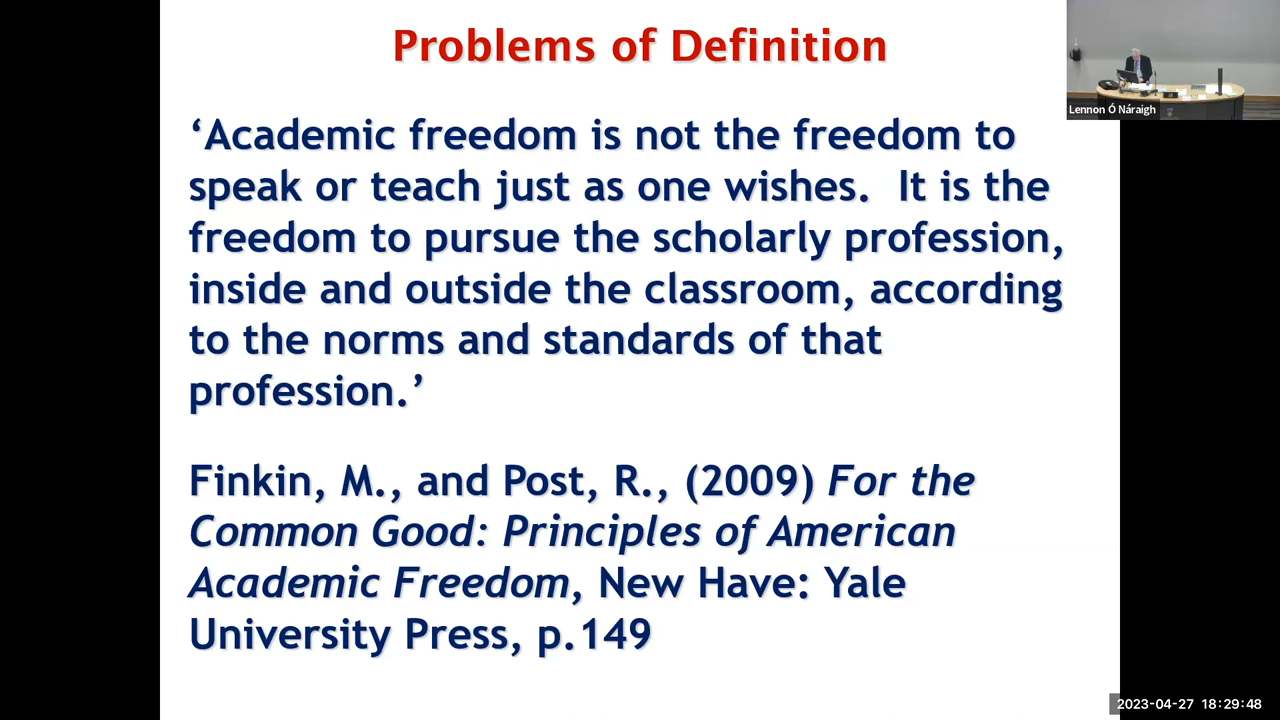 Problems of Definition
Lennon Ó Náraigh
‘Academic freedom is not the freedom to
speak or teach just as one wishes. It is the
freedom to pursue the scholarly profession,
inside and outside the classroom, according
to the norms and standards of that
profession.’
Finkin, M., and Post, R., (2009) For the
Common Good: Principles of American
Academic Freedom, New Have: Yale
University Press, p.149
2023-04-27 18:29:48